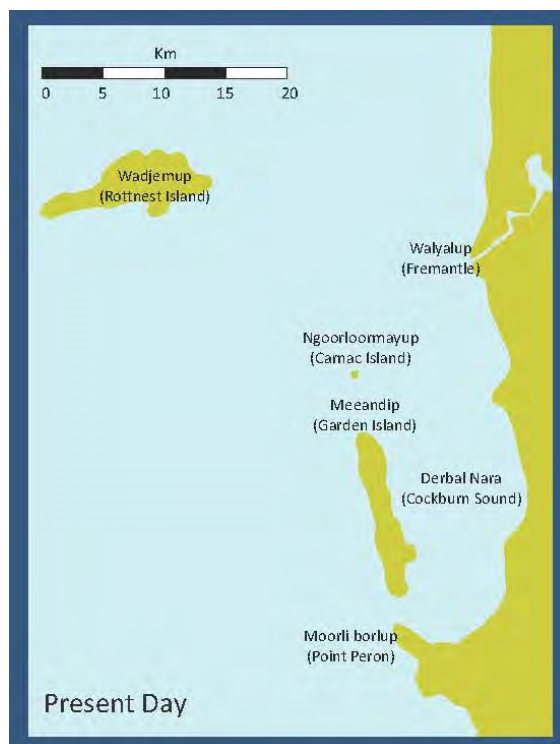 Km
0 5 10 15 20
Wadjemup
(Rottnest Island)
Walyalup
(Fremantle)
Ngoorloormayup
(Carnac Island)
Meeandip
(Garden Island)
Derbal Nara
(Cockburn Sound)
Moorli borlup
(Point Peron)
Present Day